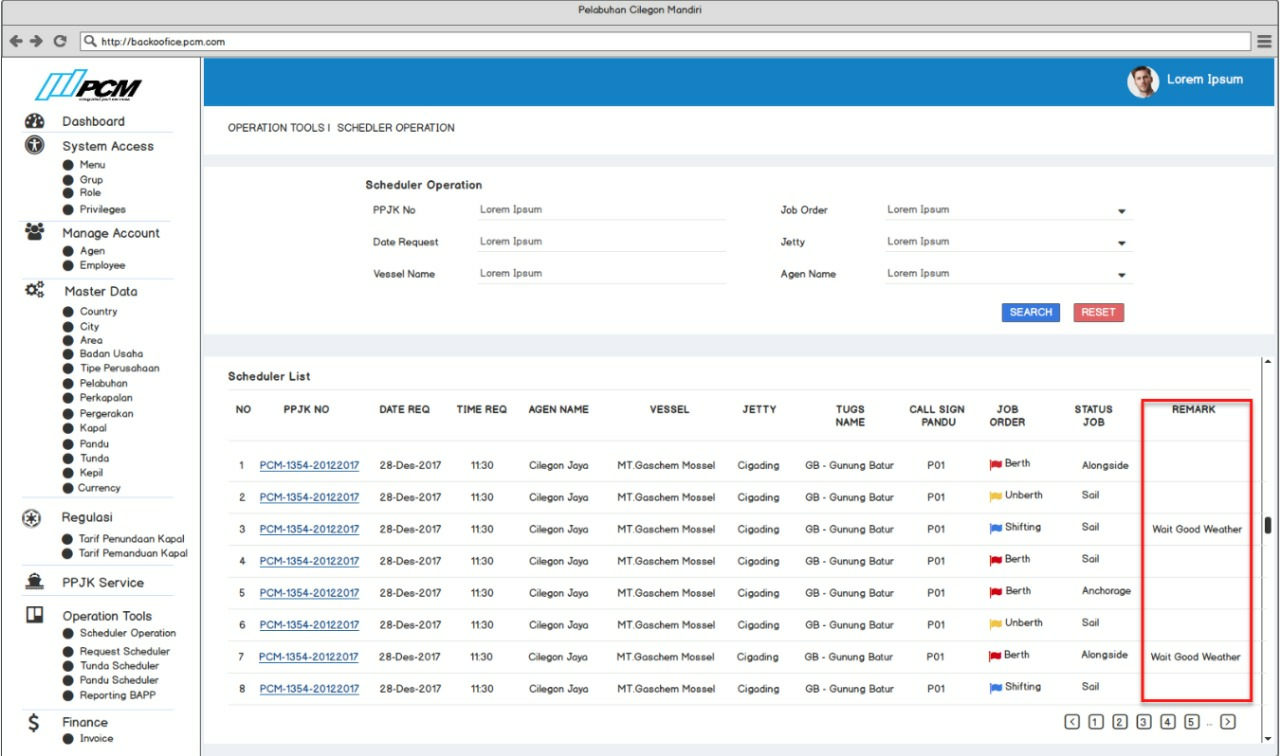 Pelabuhan Cilegon Mandiri
http://backoofice.pcm.com
PCM
Lorem Ipsum
Dashboard
System Access
Menu
Grup
Role
Privileges
Manage Account
Agen
Employee
Master Data
Country
City
Area
Badan Usaha
Tipe Perusahaan
Pelabuhan
Perkapalan
Pergerakan
Kapal
Pandu
Tunda
Kepil
Currency
Regulasi
Tarif Penundaan Kapal
Tarif Pemanduan Kapal
PPJK Service
Operation Tools
Scheduler Operation
Request Scheduler
Tunda Scheduler
Pandu Scheduler
Reporting BAPP
$ Finance
Invoice
OPERATION TOOLS I SCHEDLER OPERATION
Scheduler Operation
PPJK No Lorem Ipsum Job Order Lorem Ipsum
Date Request Lorem Ipsum Jetty Lorem Ipsum
Vessel Name Lorem Ipsum Agen Name Lorem Ipsum
SEARCH RESET
Scheduler List
NO PPJK NO DATE REQ TIME REQ AGEN NAME VESSEL JETTY TUGS NAME CALL SIGN PANDU JOB ORDER STATUS JOB REMARK
1 PCM-1354-20122017 28-Des-2017 11:30 Cilegon Jaya MT.Gaschem Mossel Cigading GB - Gunung Batur P01 Berth Alongside
2 PCM-1354-20122017 28-Des-2017 11:30 Cilegon Jaya MT.Gaschem Mossel Cigading GB - Gunung Batur P01 Unberth Sail
3 PCM-1354-20122017 28-Des-2017 11:30 Cilegon Jaya MT.Gaschem Mossel Cigading GB - Gunung Batur P01 Shifting Sail Wait Good Weather
4 PCM-1354-20122017 28-Des-2017 11:30 Cilegon Jaya MT.Gaschem Mossel Cigading GB - Gunung Batur P01 Berth Sail
5 PCM-1354-20122017 28-Des-2017 11:30 Cilegon Jaya MT.Gaschem Mossel Cigading GB - Gunung Batur P01 Berth Anchorage
6 PCM-1354-20122017 28-Des-2017 11:30 Cilegon Jaya MT.Gaschem Mossel Cigading GB - Gunung Batur P01 Unberth Sail
7 PCM-1354-20122017 28-Des-2017 11:30 Cilegon Jaya MT.Gaschem Mossel Cigading GB - Gunung Batur P01 Berth Alongside Wait Good Weather
8 PCM-1354-20122017 28-Des-2017 11:30 Cilegon Jaya MT.Gaschem Mossel Cigading GB - Gunung Batur P01 Shifting Sail
< 1 2 3 4 5 .. >